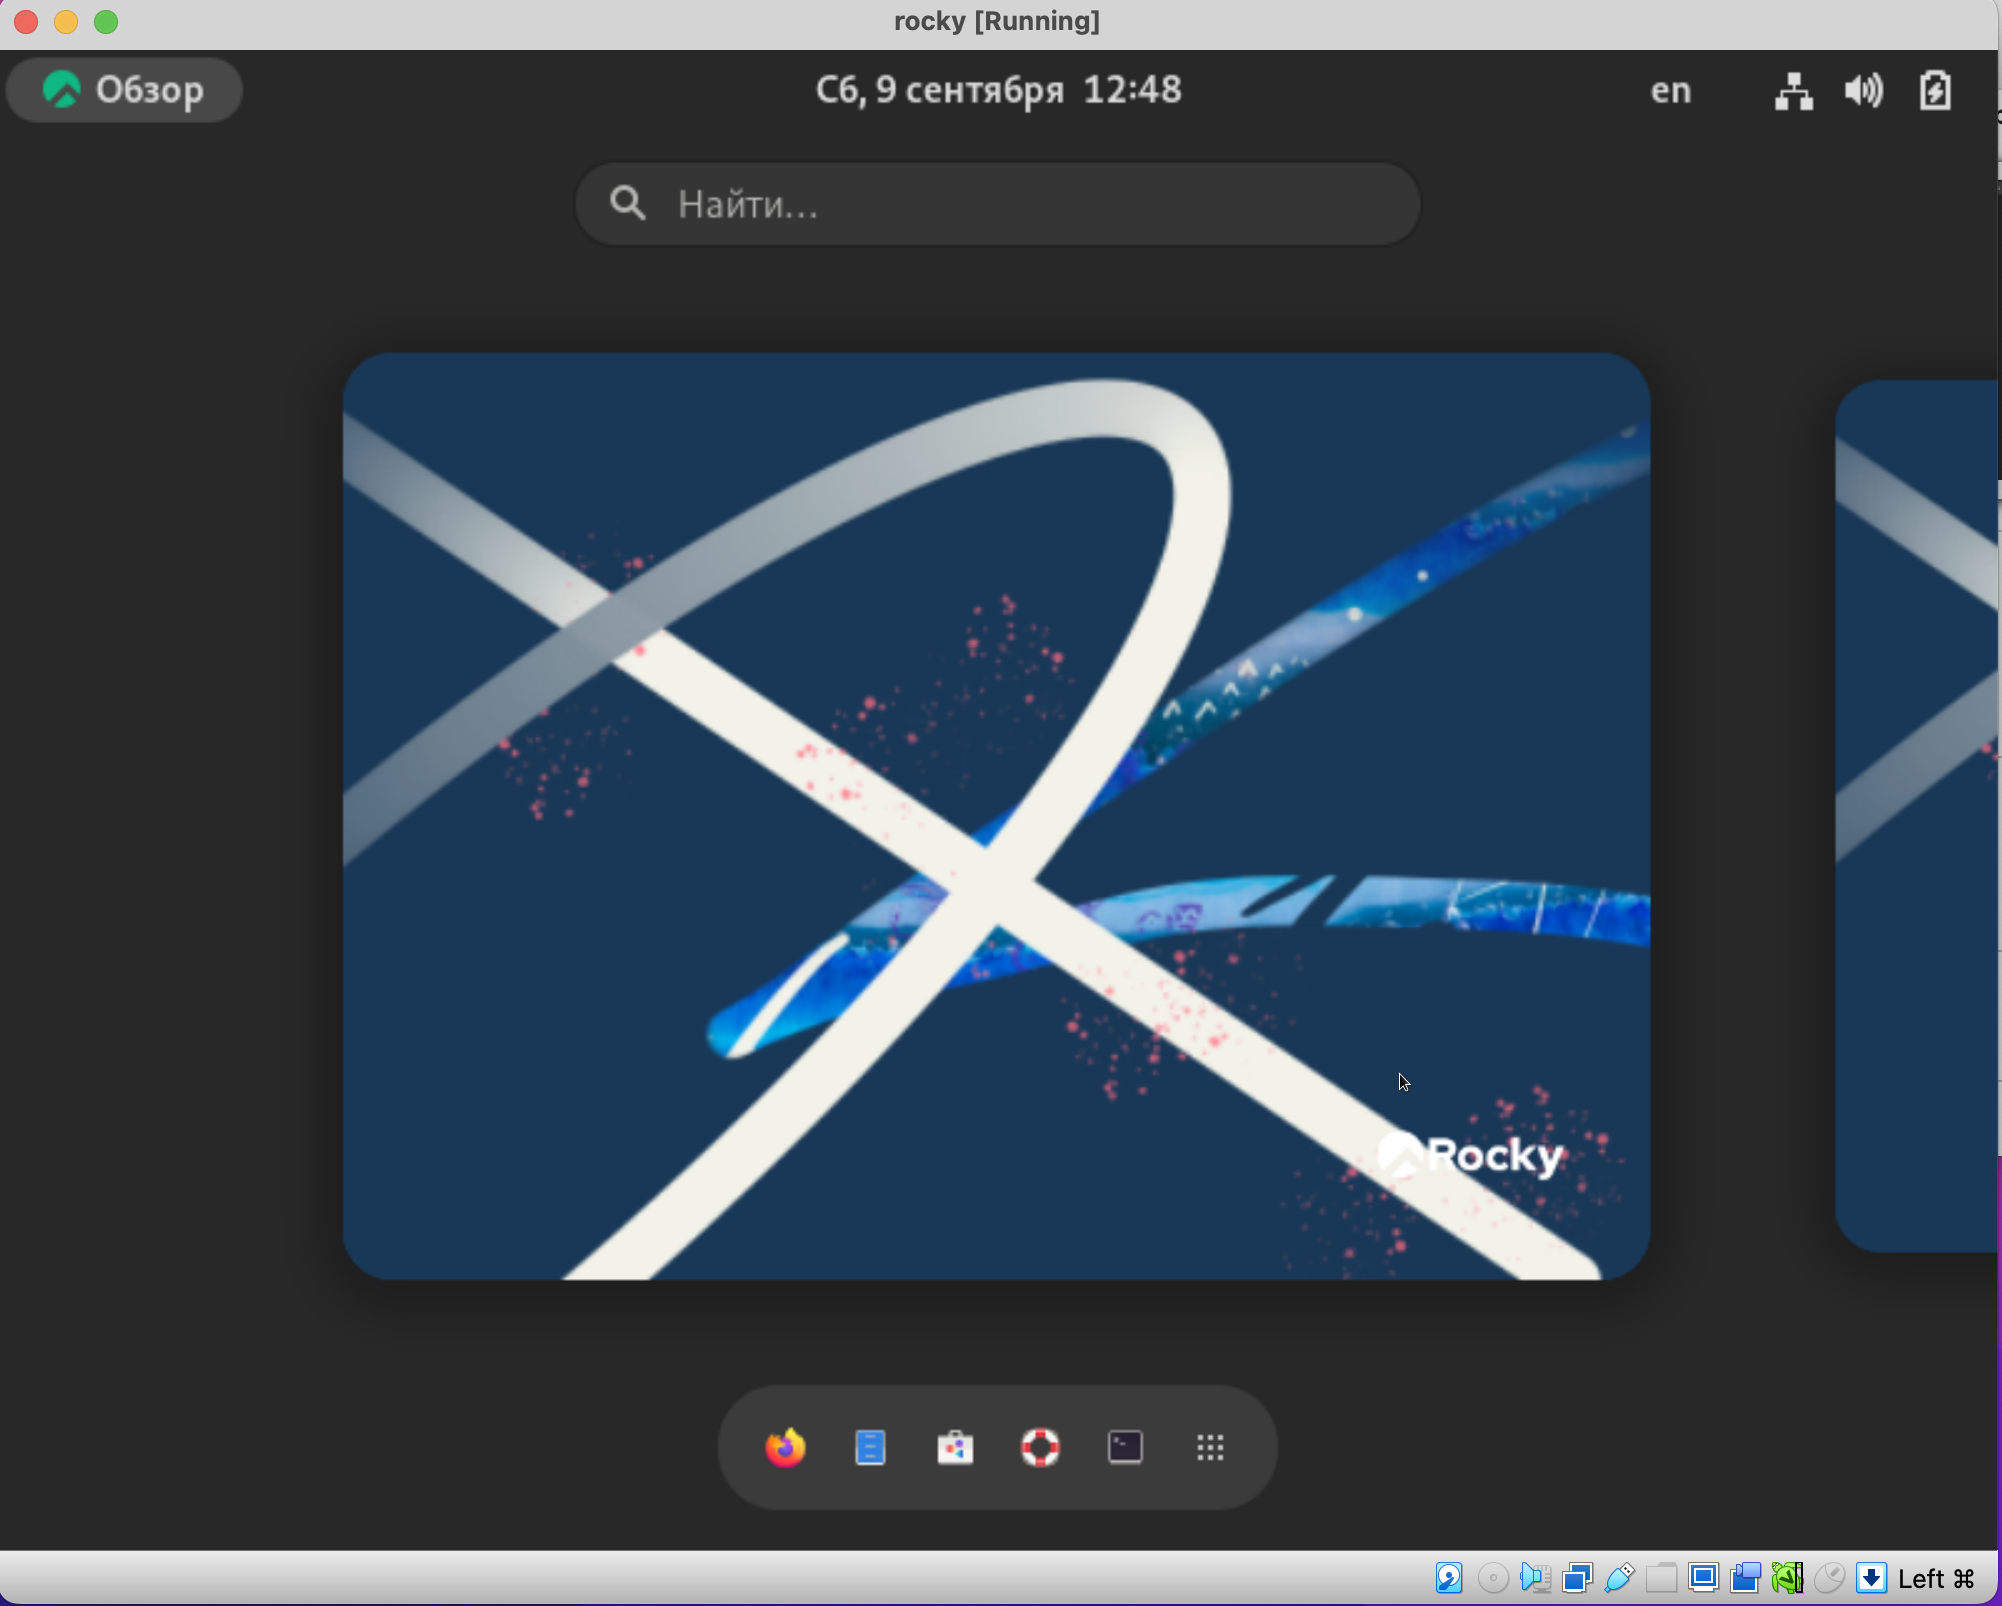 rocky [Running]
Обзор
Сб, 9 сентября 12:48
en
Найти...
Rocky
Left ⌘